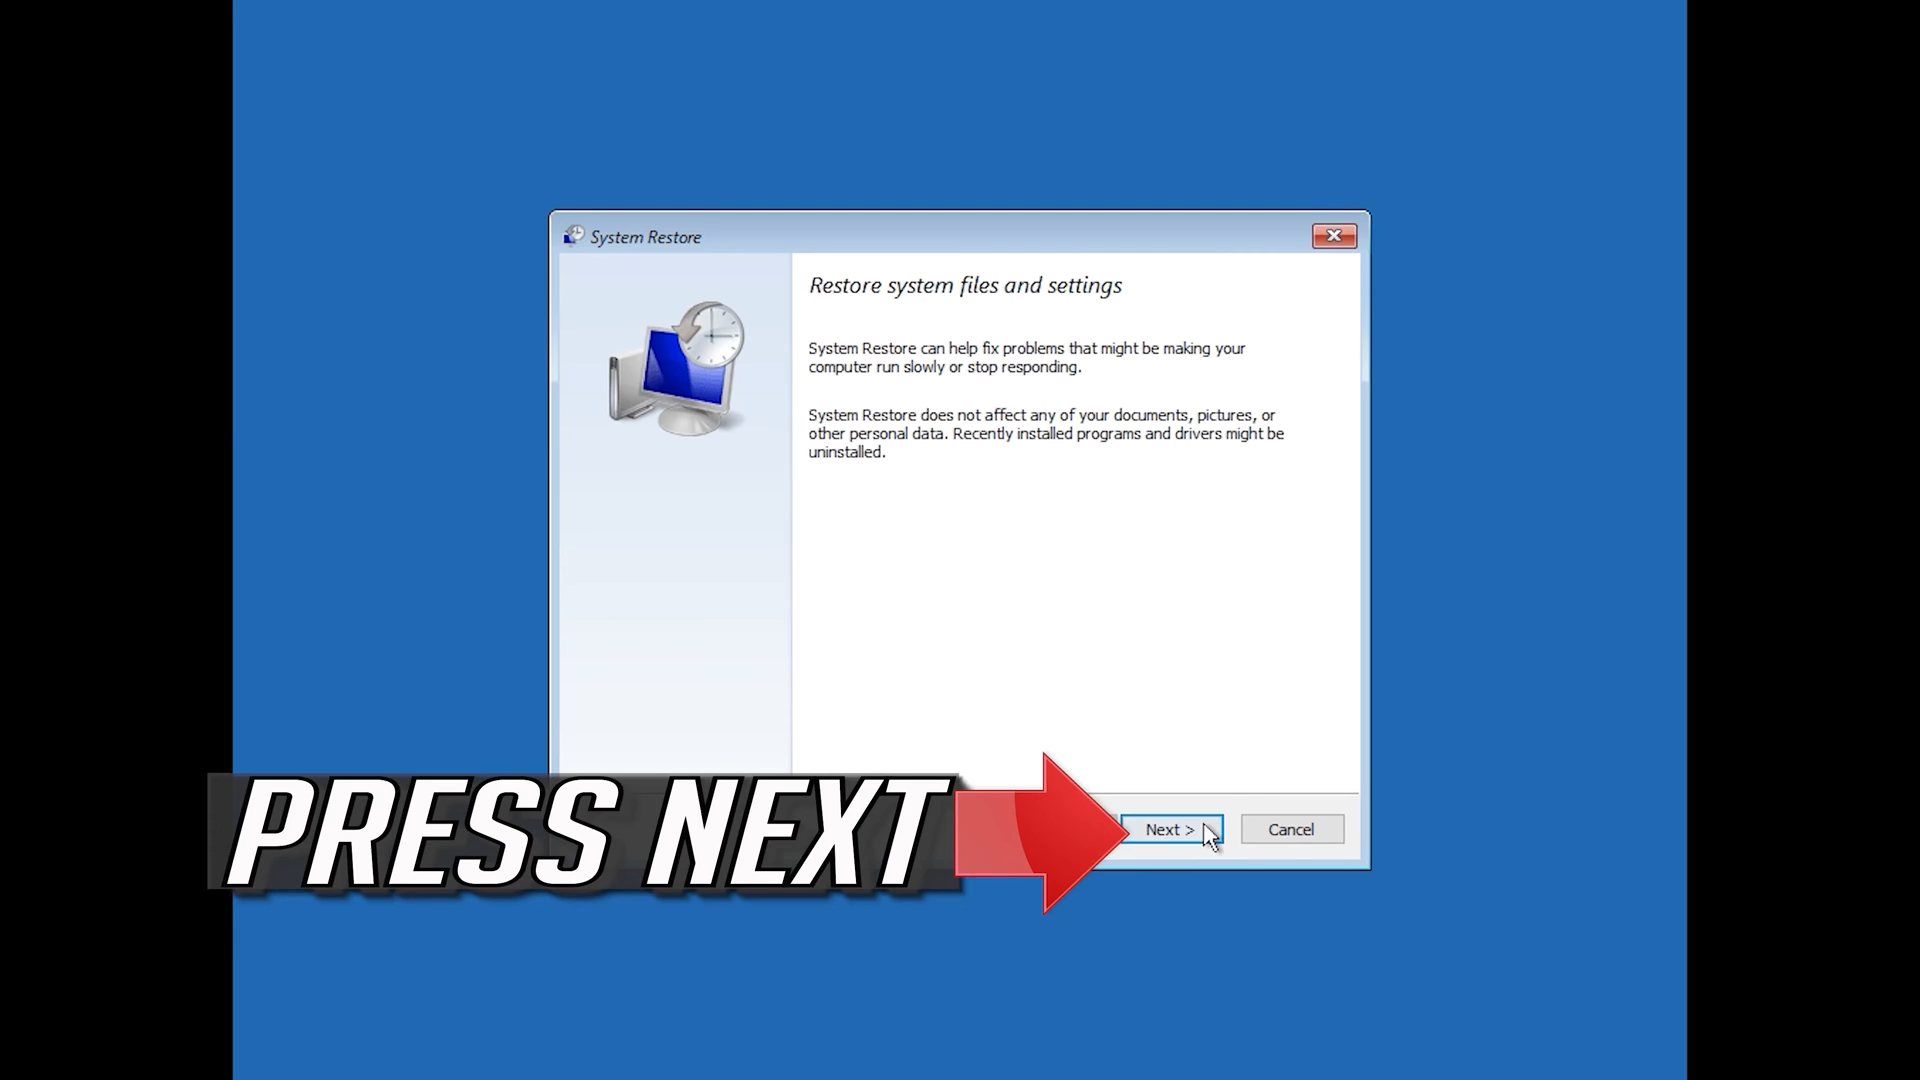 System Restore
Restore system files and settings
System Restore can help fix problems that might be making your
computer run slowly or stop responding.
System Restore does not affect any of your documents, pictures, or
other personal data. Recently installed programs and drivers might be
uninstalled.
PRESS NEXT
Next >
Cancel